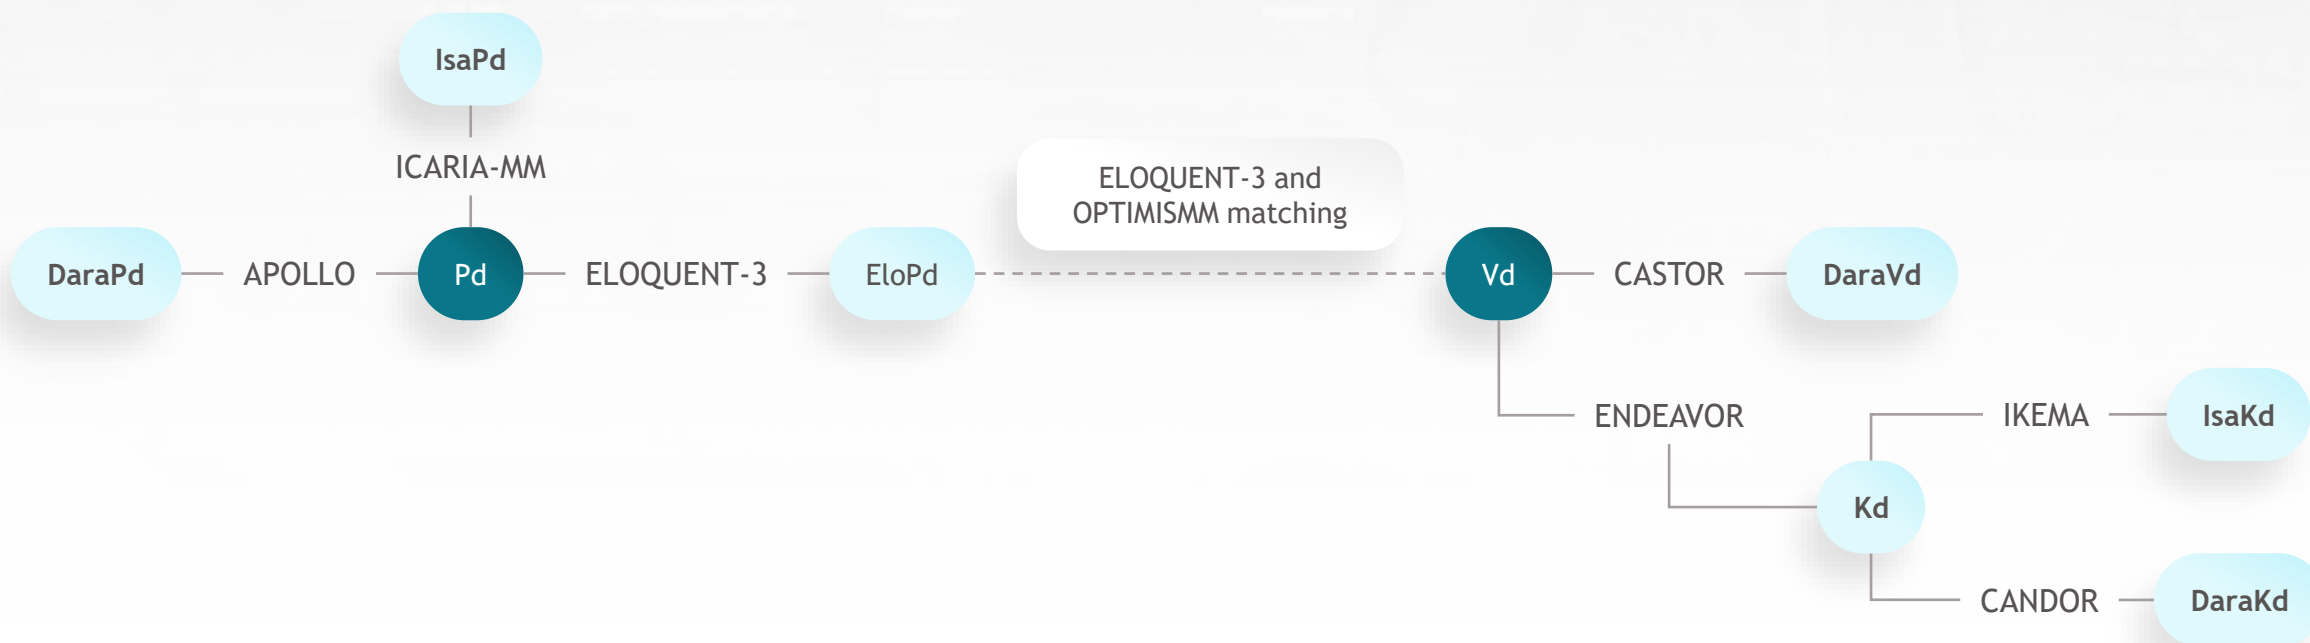 IsaPd
ICARIA-MM
ELOQUENT-3 and
OPTIMISMM matching
DaraPd
APOLLO
Pd
ELOQUENT-3
EloPd
Vd
CASTOR
DaraVd
ENDEAVOR
IKEMA
IsaKd
Kd
CANDOR
DaraKd